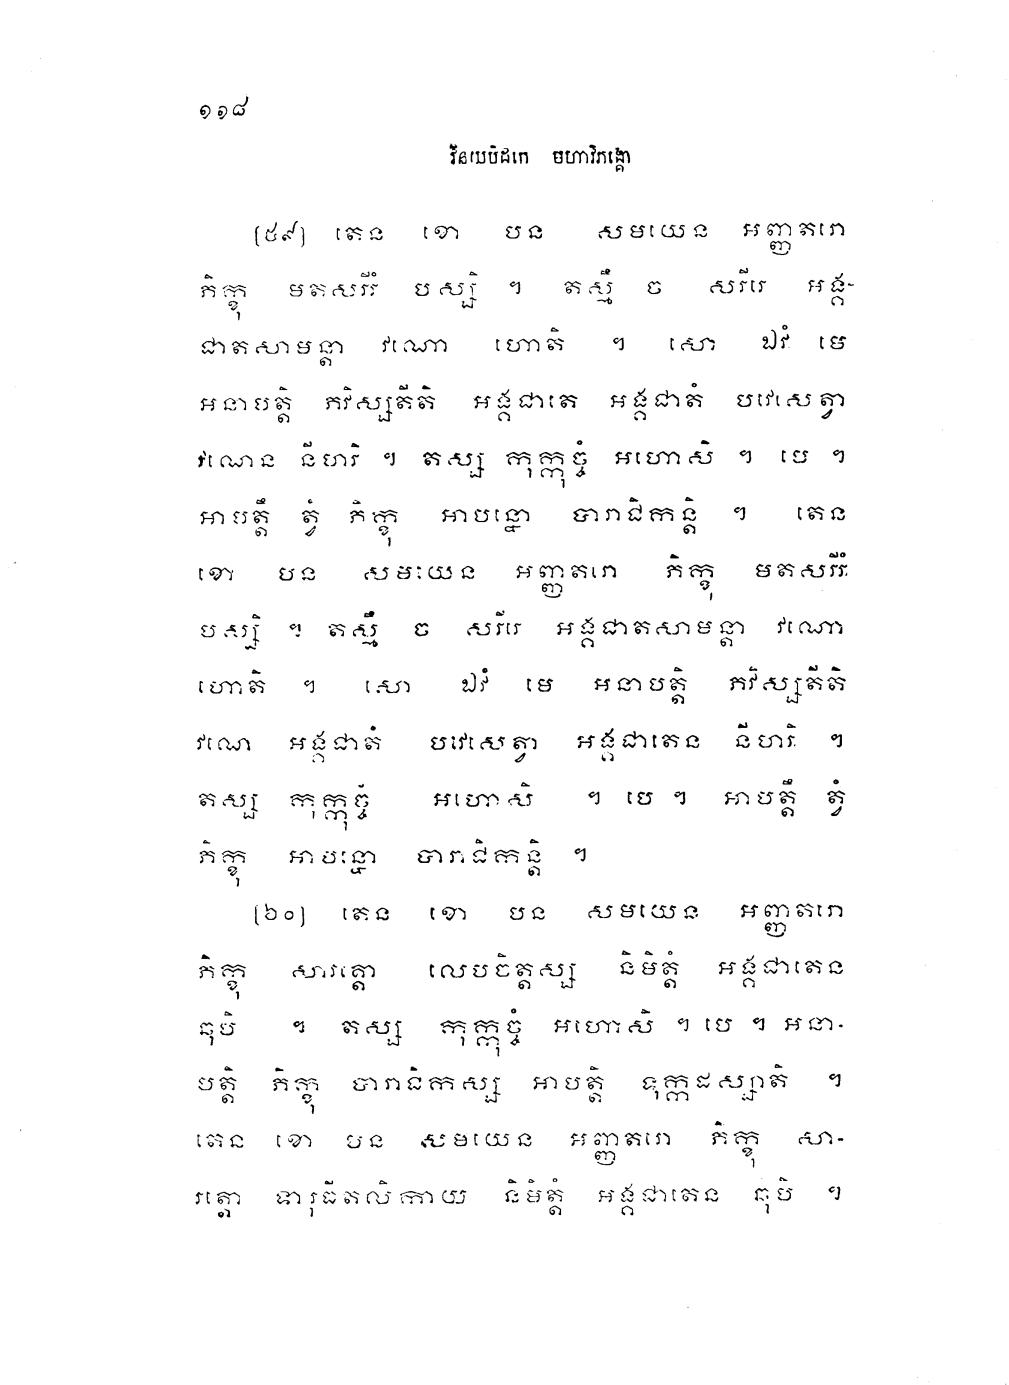 ១១៨
វិនយបិដកេ មហាវិភង្គោ
(៥៩) តេន ខោ បន សមយេន អញ្ញតរោ
ភិក្ខុ មតសរីរំ បស្សិ ។ តស្មឹ ច សរីរេ អង្គ-
ជាតសាមន្តា វណោ ហោតិ ។ សោ ឯវំ មេ
អនាបត្តិ ភវិស្សតីតិ អង្គជាតេ អង្គជាតំ បវេសេត្វា
វណេន នីហរិ ។ តស្ស កុក្កុច្ចំ អហោសិ ។ បេ ។
អាបត្តឹ ត្វំ ភិក្ខុ អាបន្នោ បារាជិកន្តិ ។ តេន
ខោ បន សមយេន អញ្ញតរោ ភិក្ខុ មតសរីរំ
បស្សិ ។ តស្មឹ ច សរីរេ អង្គជាតសាមន្តា វណោ
ហោតិ ។ សោ ឯវំ មេ អនាបត្តិ ភវិស្សតីតិ
វណេ អង្គជាតំ បវេសេត្វា អង្គជាតេន នីហរិ ។
តស្ស កុក្កុច្ចំ អហោសិ ។ បេ ។ អាបត្តឹ ត្វំ
ភិក្ខុ អាបន្នោ បារាជិកន្តិ ។
(៦០) តេន ខោ បន សមយេន អញ្ញតរោ
ភិក្ខុ សារត្តោ លេបចិត្តស្ស និមិត្តំ អង្គជាតេន
ឆុបិ ។ តស្ស កុក្កុច្ចំ អហោសិ ។ បេ ។ អនា-
បត្តិ ភិក្ខុ បារាជិកស្ស អាបត្តិ ទុក្កដស្សាតិ ។
តេន ខោ បន សមយេន អញ្ញតរោ ភិក្ខុ សា-
រត្តោ ទារុធីតលិកាយ និមិត្តំ អង្គជាតេន ឆុបិ ។